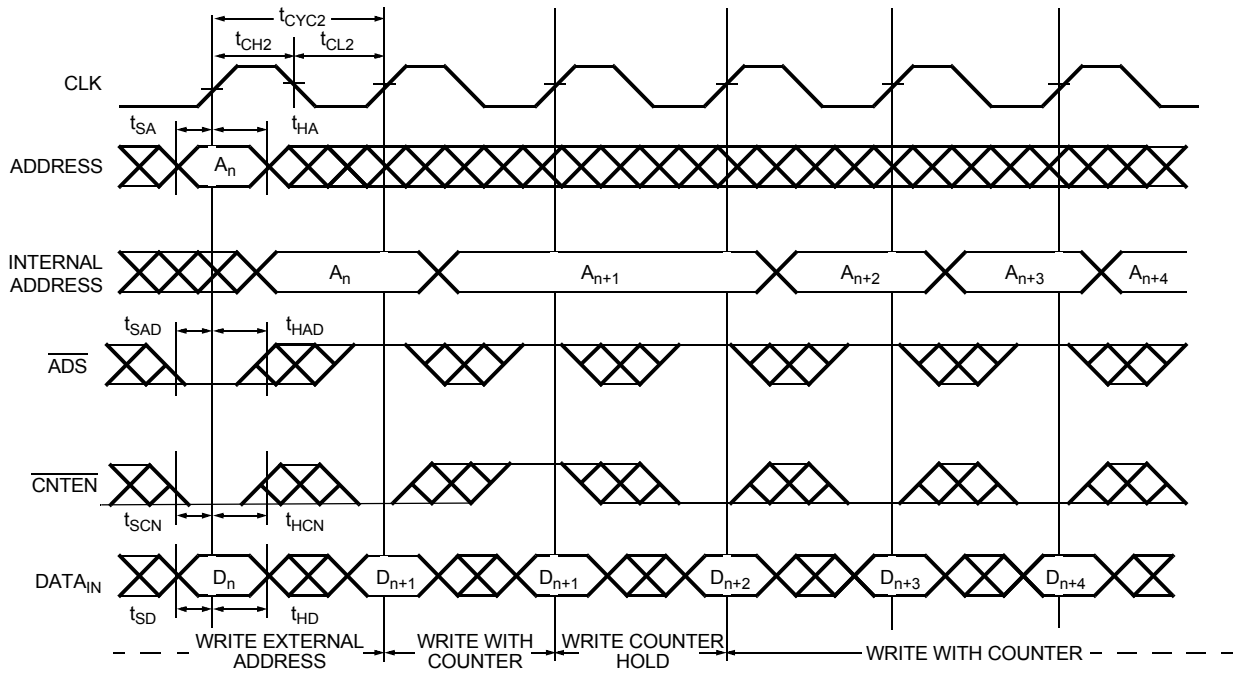 tCYC2
tCH2 tCL2
CLK
tSA tHA
ADDRESS An
INTERNAL ADDRESS An An+1 An+2 An+3 An+4
tSAD tHAD
ADS
CNTEN
tSCN tHCN
DATAIN Dn Dn+1 Dn+1 Dn+2 Dn+3 Dn+4
tSD tHD
WRITE EXTERNAL ADDRESS WRITE WITH COUNTER WRITE COUNTER HOLD WRITE WITH COUNTER